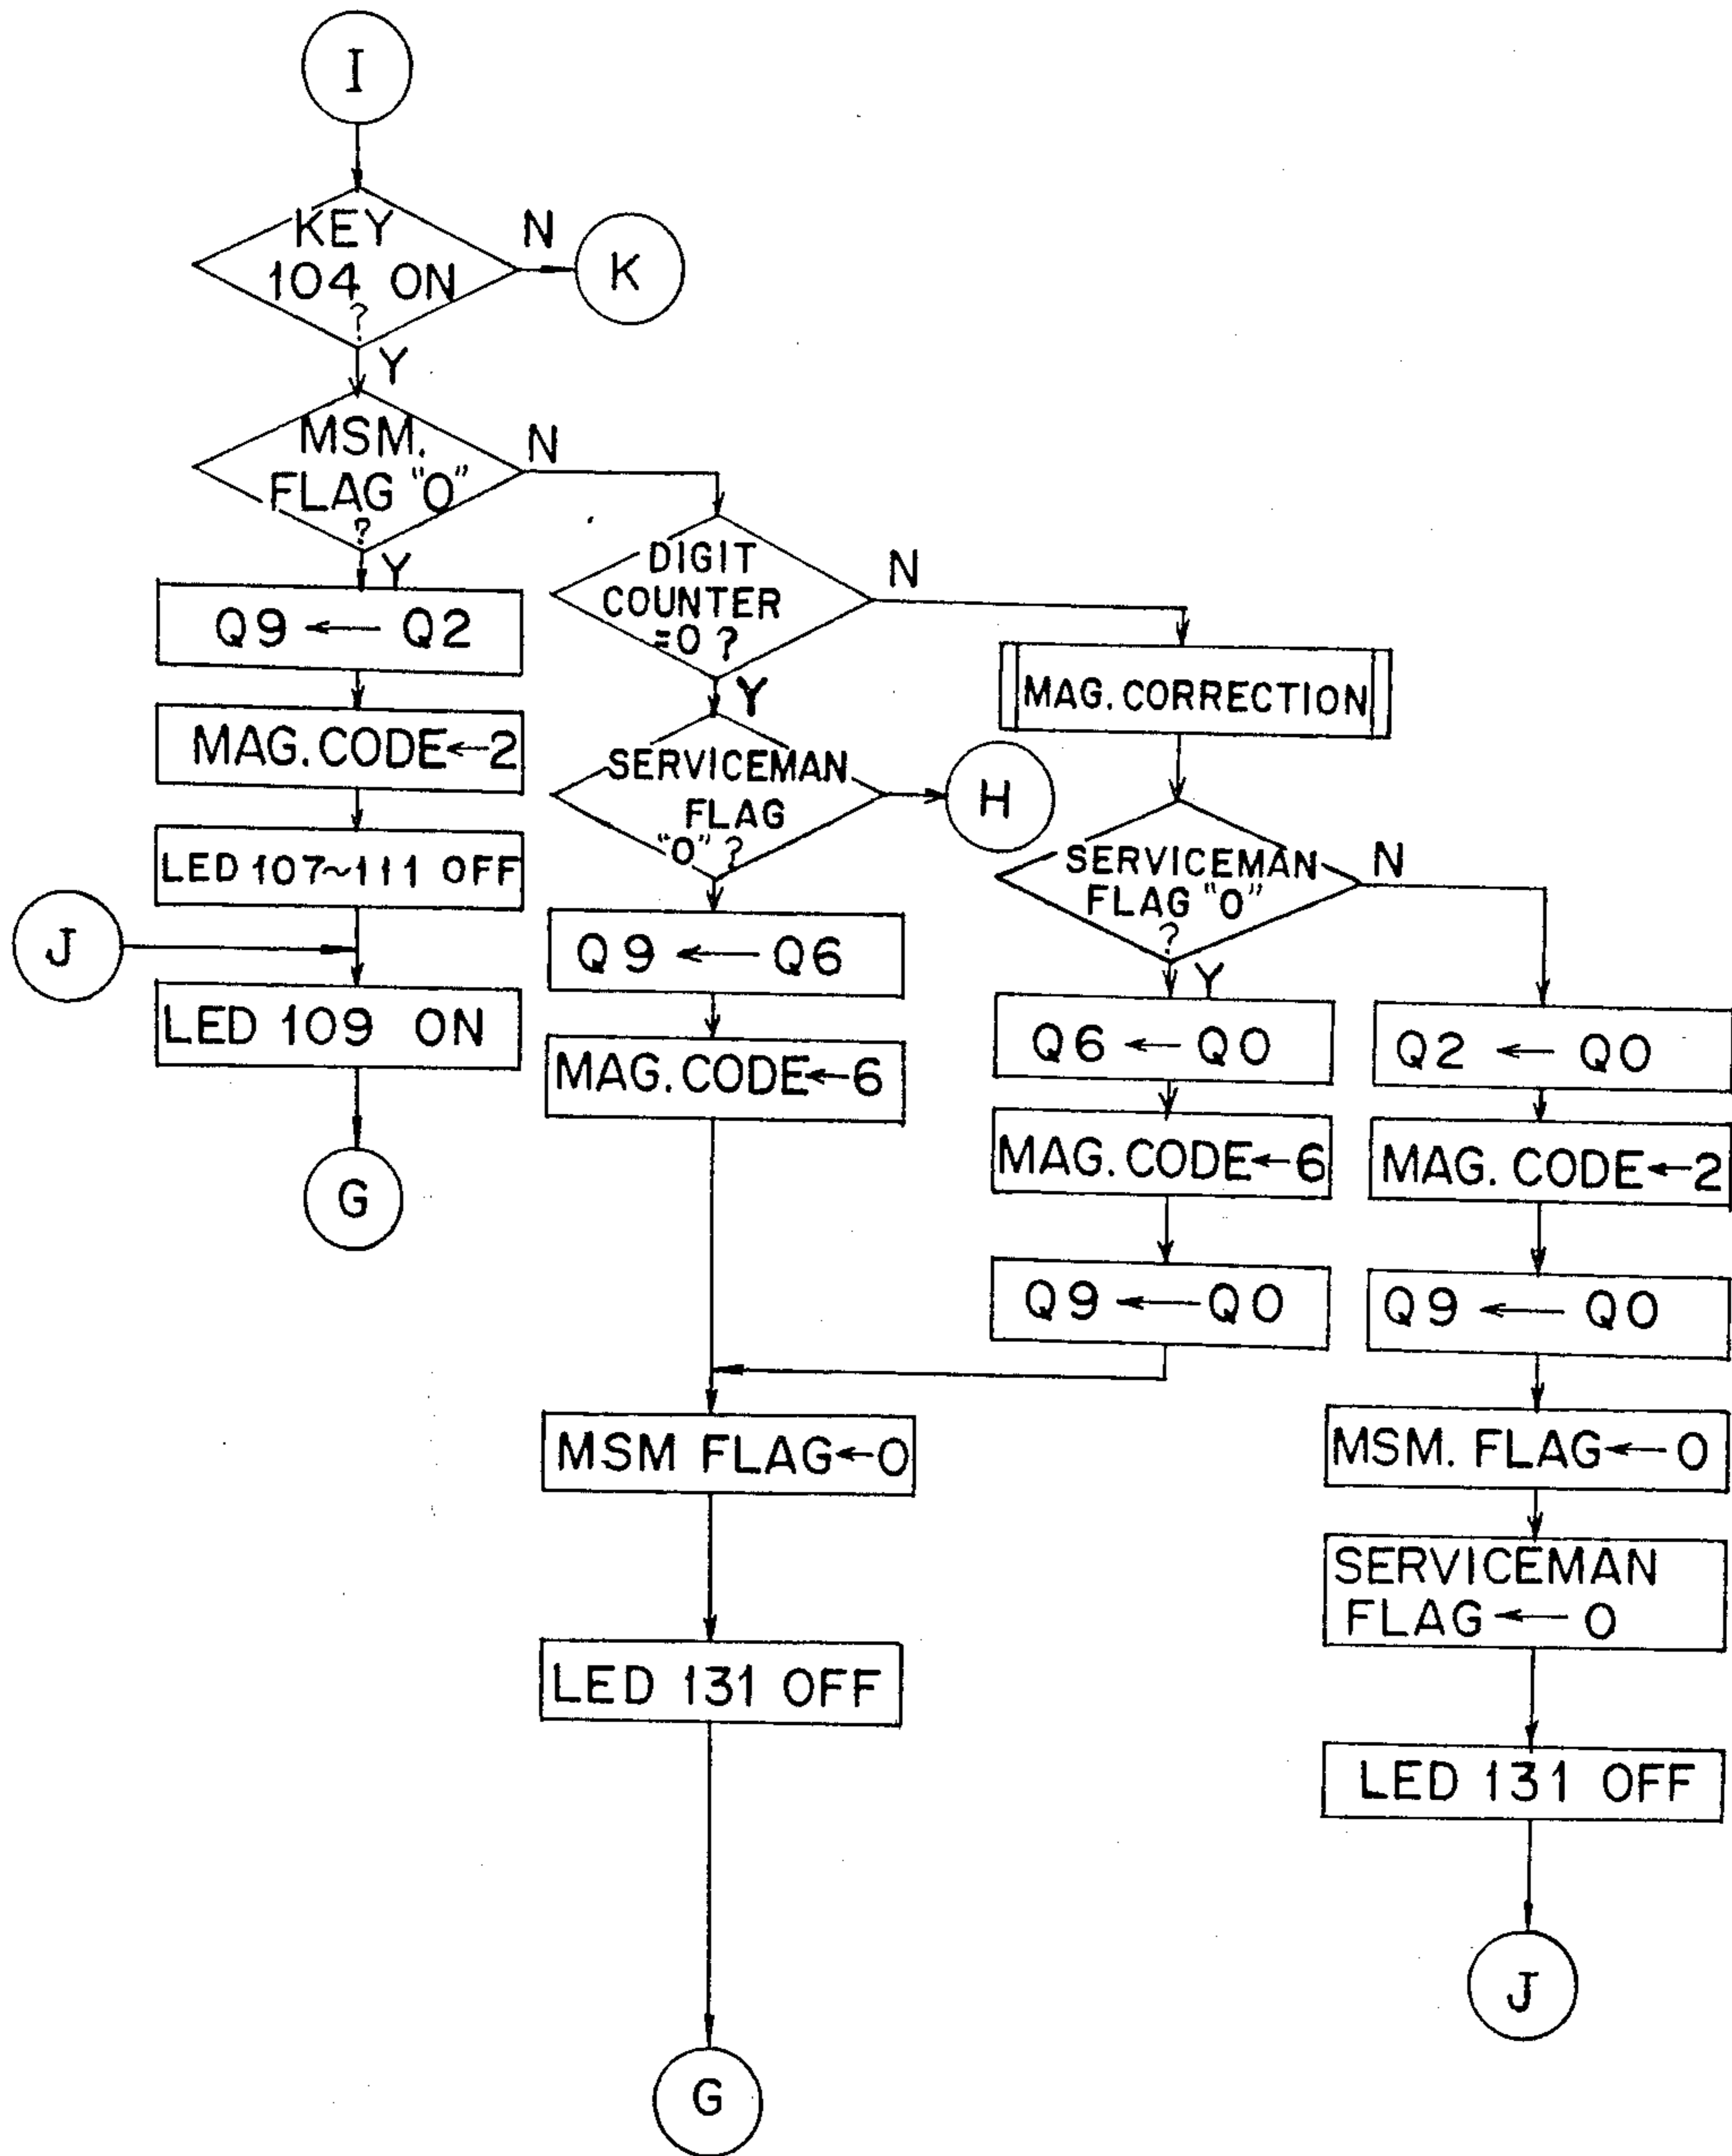 I
KEY
104 ON
?
N
K
Y
MSM.
FLAG "0"
?
N
Y
Q9 ← Q2
MAG.CODE←2
LED 107~111 OFF
J
LED 109 ON
G
DIGIT
COUNTER
=0 ?
N
Y
SERVICEMAN
FLAG
"0" ?
H
Q9 ← Q6
MAG.CODE←6
MSM FLAG←0
LED 131 OFF
G
MAG.CORRECTION
SERVICEMAN
FLAG "0"
?
N
Y
Q6 ← Q0
MAG.CODE←6
Q9 ← Q0
Q2 ← Q0
MAG. CODE←2
Q9 ← Q0
MSM. FLAG←0
SERVICEMAN
FLAG ← 0
LED 131 OFF
J